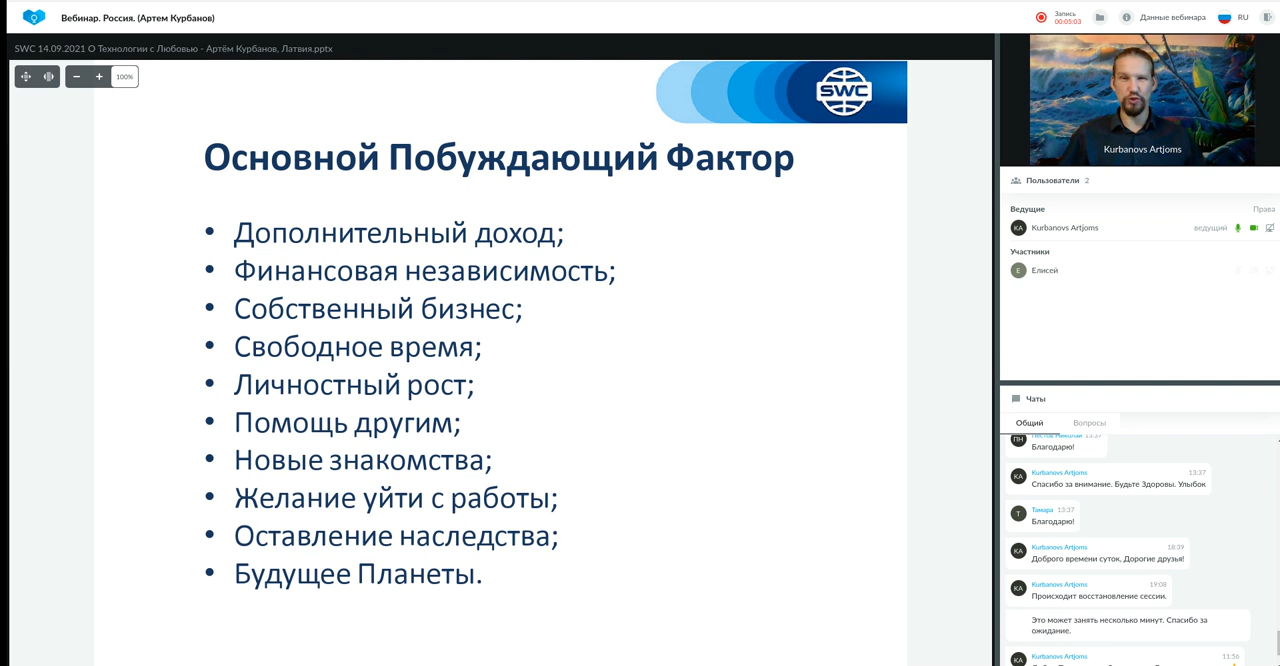 Вебинар. Россия. (Артем Курбанов)
Запись
00:05:03
Данные вебинара
RU
SWC 14.09.2021 О Технологии с Любовью - Артём Курбанов, Латвия.pptx
100%
SWC
Основной Побуждающий Фактор
• Дополнительный доход;
• Финансовая независимость;
• Собственный бизнес;
• Свободное время;
• Личностный рост;
• Помощь другим;
• Новые знакомства;
• Желание уйти с работы;
• Оставление наследства;
• Будущее Планеты.
Kurbanovs Artjoms
Пользователи 2
Ведущие Права
KA Kurbanovs Artjoms ведущий
Участники
Е Елисей
Чаты
Общий Вопросы
ПН Пестов Николай 13:37
Благодарю!
KA Kurbanovs Artjoms 13:37
Спасибо за внимание. Будьте Здоровы. Улыбок
Т Тамара 13:37
Благодарю!
KA Kurbanovs Artjoms 18:39
Доброго времени суток, Дорогие друзья!
KA Kurbanovs Artjoms 19:08
Происходит восстановление сессии.
Это может занять несколько минут. Спасибо за
ожидание.
KA Kurbanovs Artjoms 11:56